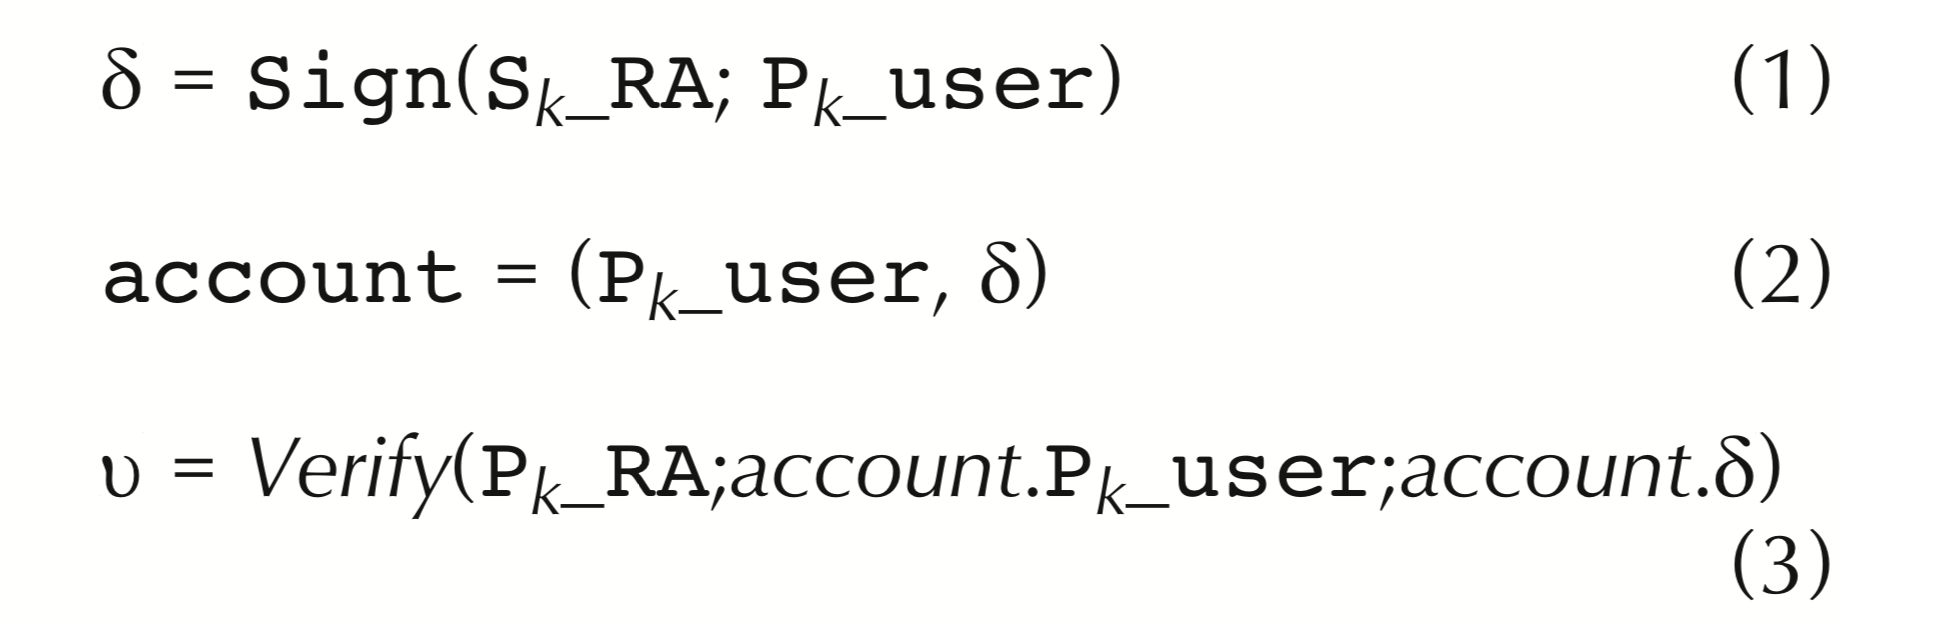 δ = Sign(Sk_RA; Pk_user) (1)
account = (Pk_user, δ) (2)
υ = Verify(Pk_RA;account.Pk_user;account.δ)
(3)